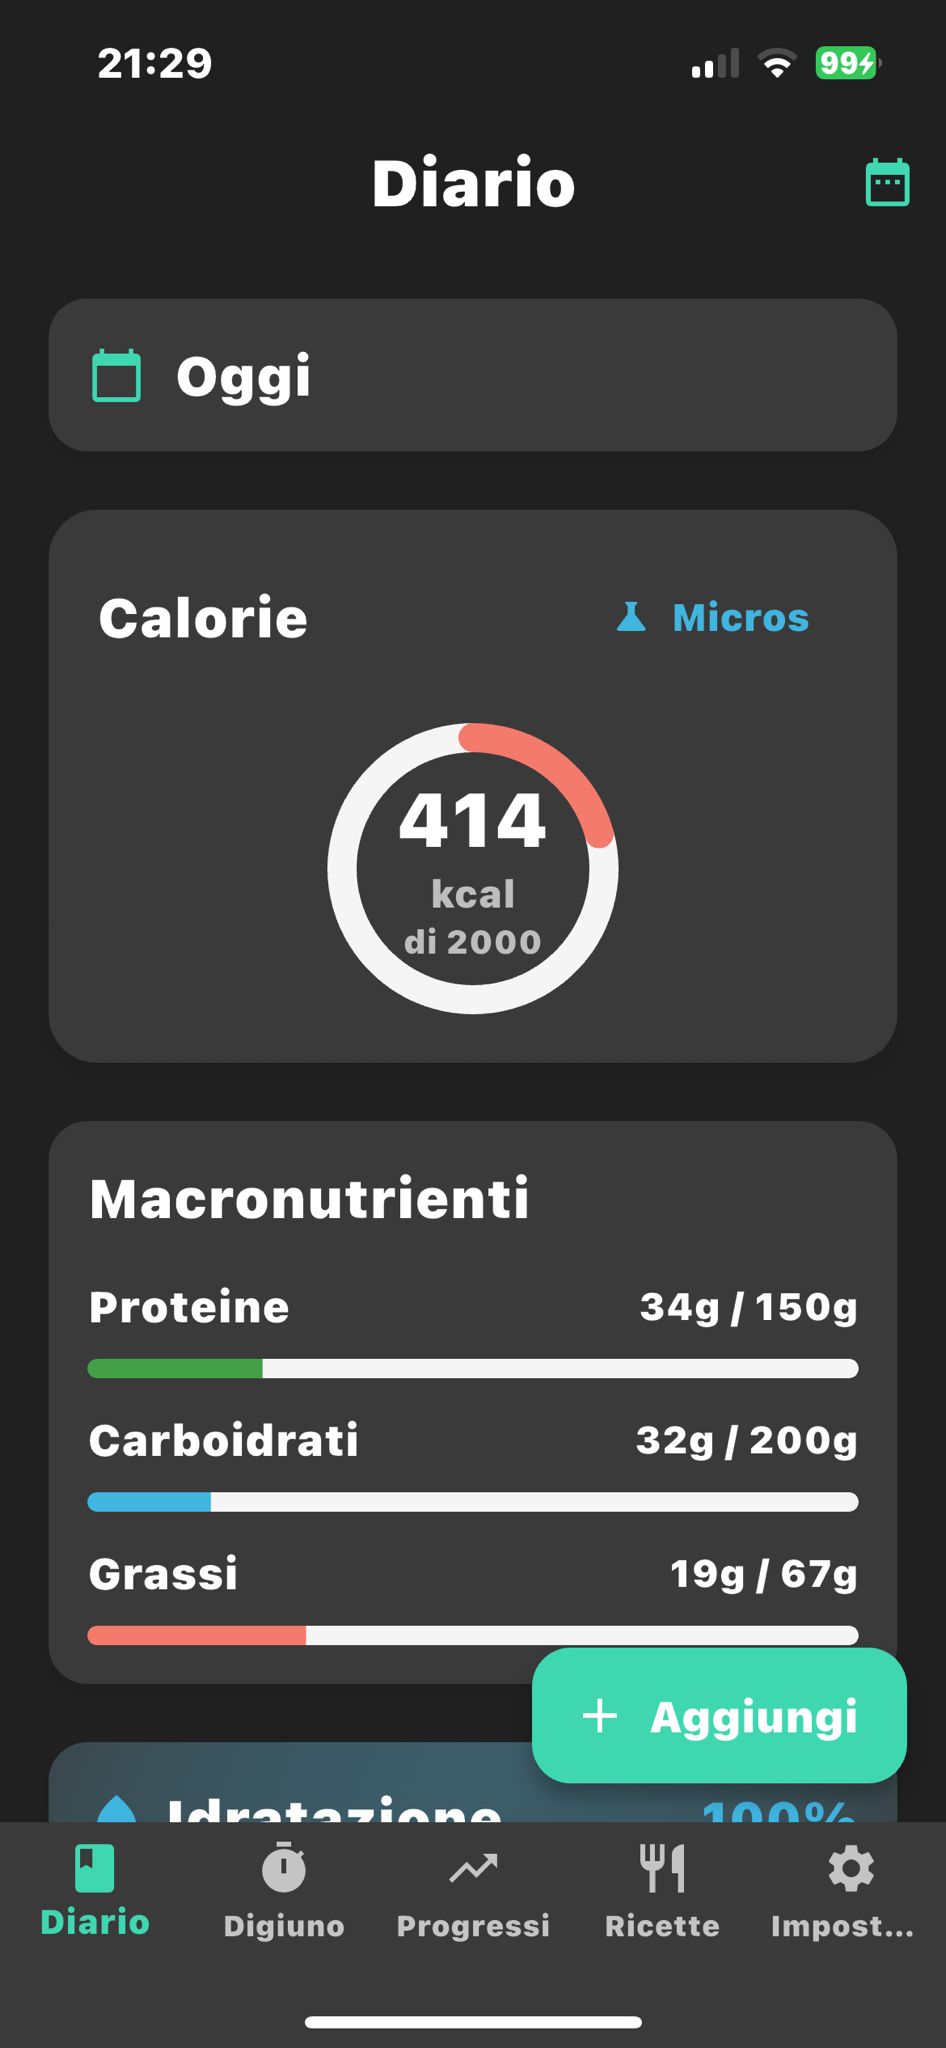 21:29
99
Diario
Oggi
Calorie
Micros
414
kcal
di 2000
Macronutrienti
Proteine
34g / 150g
Carboidrati
32g / 200g
Grassi
19g / 67g
Aggiungi
Idratazione
100%
Diario
Digiuno
Progressi
Ricette
Impost...